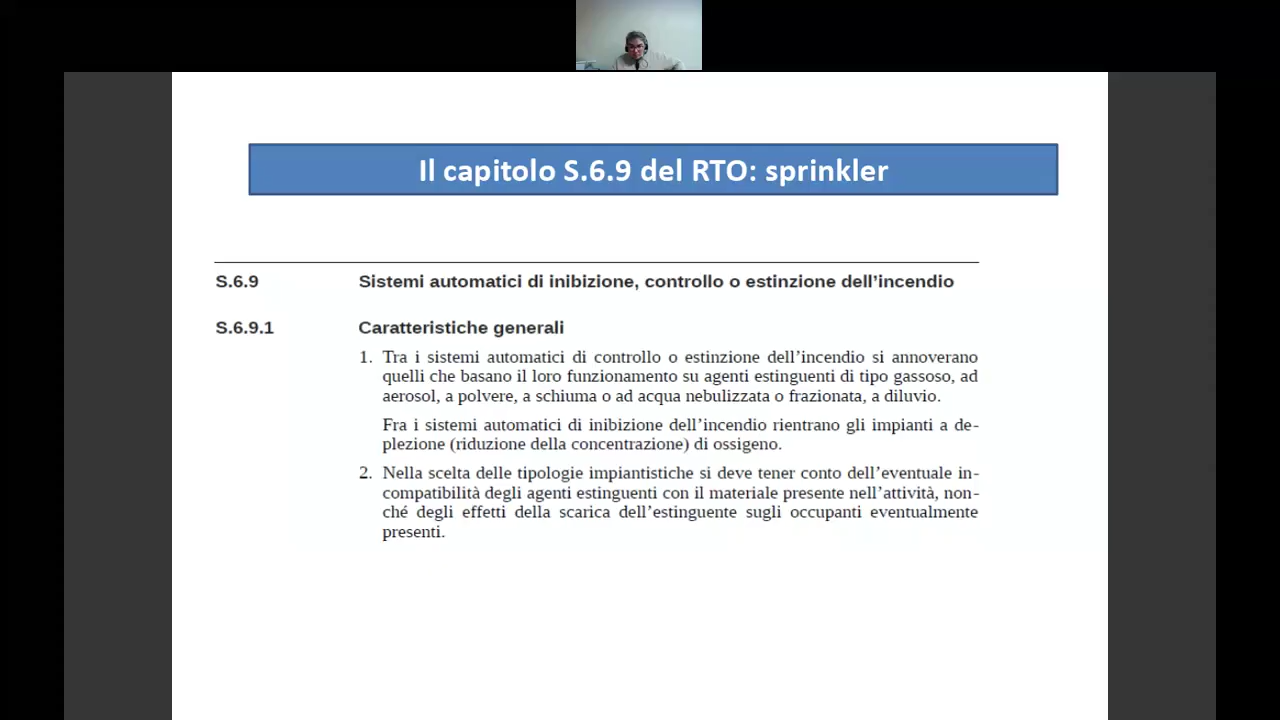 Il capitolo S.6.9 del RTO: sprinkler
S.6.9 Sistemi automatici di inibizione, controllo o estinzione dell’incendio
S.6.9.1 Caratteristiche generali
1. Tra i sistemi automatici di controllo o estinzione dell’incendio si annoverano
quelli che basano il loro funzionamento su agenti estinguenti di tipo gassoso, ad
aerosol, a polvere, a schiuma o ad acqua nebulizzata o frazionata, a diluvio.
Fra i sistemi automatici di inibizione dell’incendio rientrano gli impianti a de-
plezione (riduzione della concentrazione) di ossigeno.
2. Nella scelta delle tipologie impiantistiche si deve tener conto dell’eventuale in-
compatibilità degli agenti estinguenti con il materiale presente nell’attività, non-
ché degli effetti della scarica dell’estinguente sugli occupanti eventualmente
presenti.